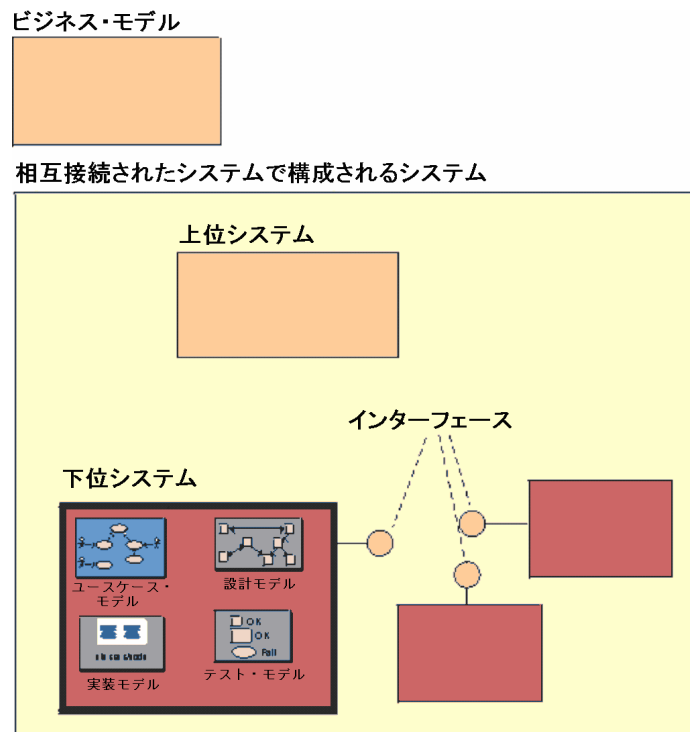 ビジネス・モデル
相互接続されたシステムで構成されるシステム
上位システム
インターフェース
下位システム
ユースケース・
モデル
設計モデル
実装モデル
OK
OK
Fail
テスト・モデル